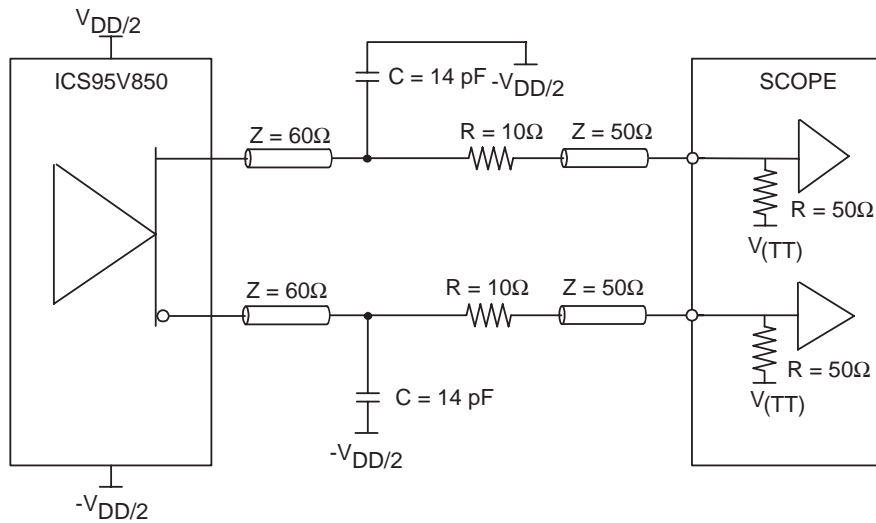 VDD/2
ICS95V850
C = 14 pF
-VDD/2
SCOPE
Z = 60Ω
R = 10Ω
Z = 50Ω
R = 50Ω
V(TT)
Z = 60Ω
R = 10Ω
Z = 50Ω
R = 50Ω
V(TT)
C = 14 pF
-VDD/2
-VDD/2